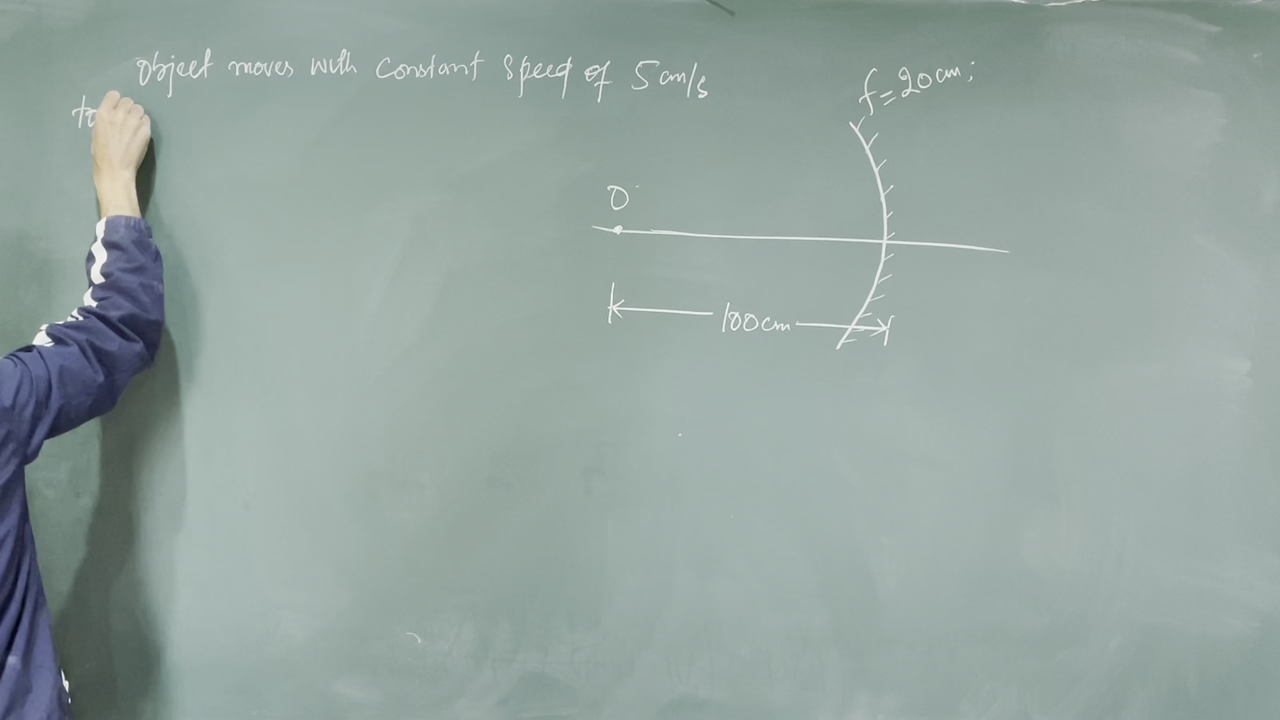 Object moves with constant speed of 5 cm/s
f = 20 cm;
O
100 cm